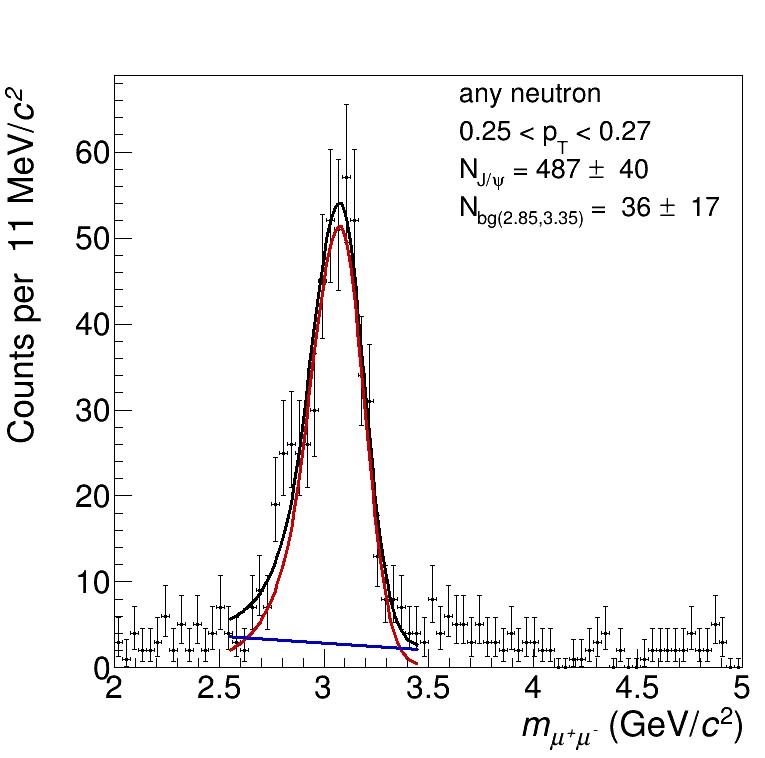 any neutron
0.25 < p_T < 0.27
N_J/ψ = 487 ± 40
N_bg(2.85,3.35) = 36 ± 17
Counts per 11 MeV/c²
60
50
40
30
20
10
0
2 2.5 3 3.5 4 4.5 5
m_μ⁺μ⁻ (GeV/c²)